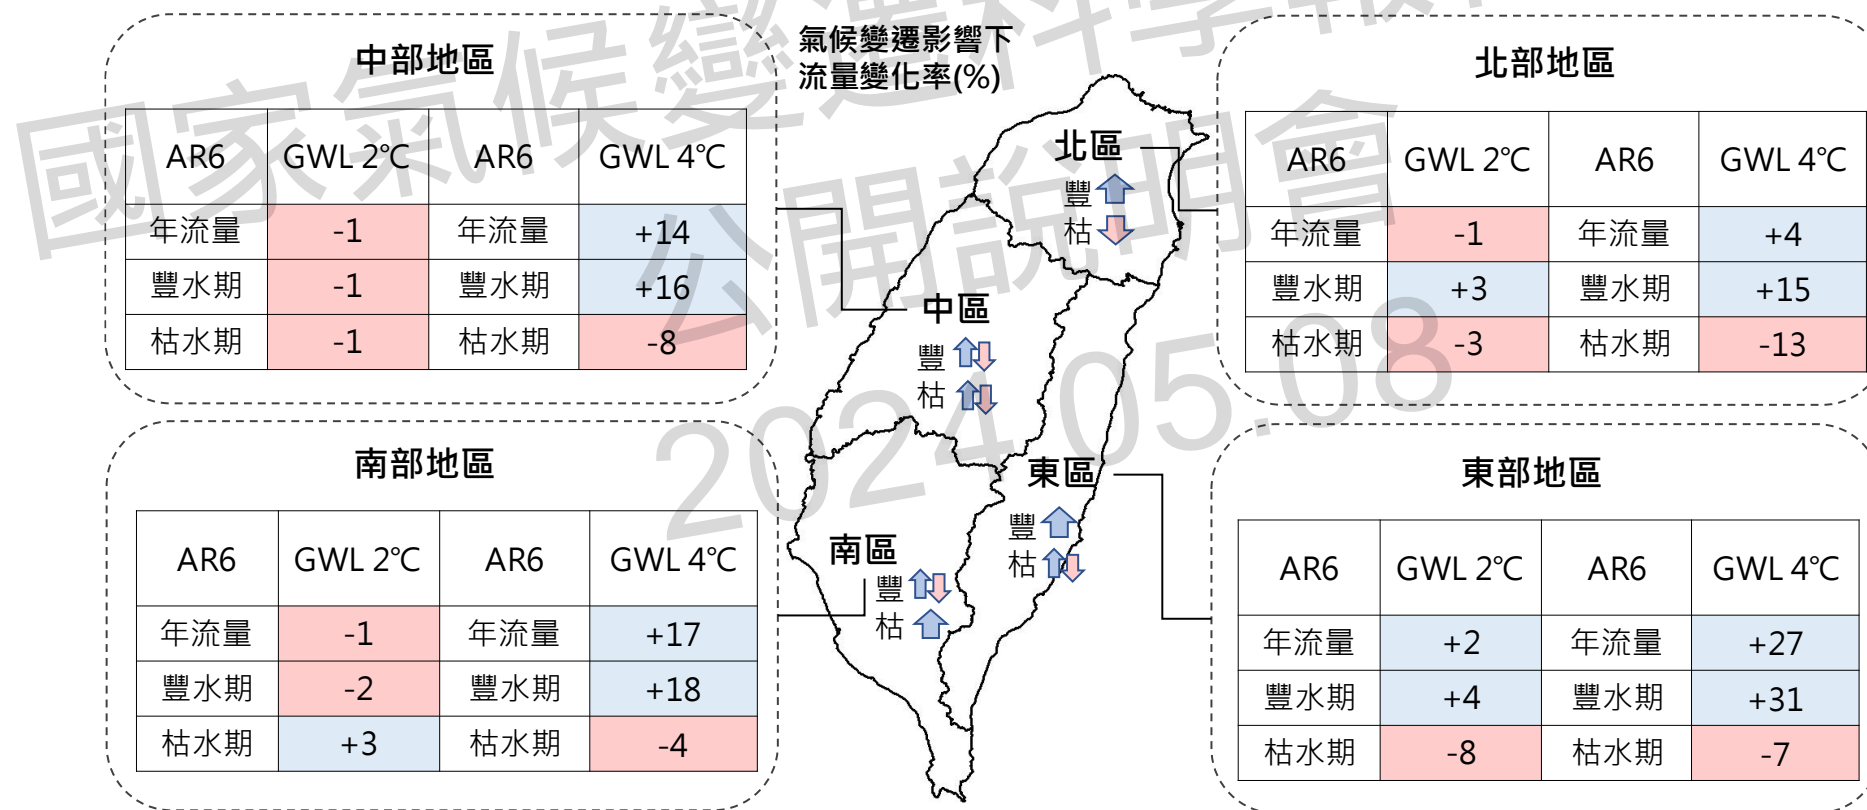 國家氣候變遷科學報
公開說明會
2024.05.08
氣候變遷影響下
流量變化率(%)
中部地區
AR6 GWL 2℃ AR6 GWL 4℃
年流量 -1 年流量 +14
豐水期 -1 豐水期 +16
枯水期 -1 枯水期 -8
北部地區
AR6 GWL 2℃ AR6 GWL 4℃
年流量 -1 年流量 +4
豐水期 +3 豐水期 +15
枯水期 -3 枯水期 -13
北區
豐
枯
中區
豐
枯
南區
豐
枯
東區
豐
枯
南部地區
AR6 GWL 2℃ AR6 GWL 4℃
年流量 -1 年流量 +17
豐水期 -2 豐水期 +18
枯水期 +3 枯水期 -4
東部地區
AR6 GWL 2℃ AR6 GWL 4℃
年流量 +2 年流量 +27
豐水期 +4 豐水期 +31
枯水期 -8 枯水期 -7